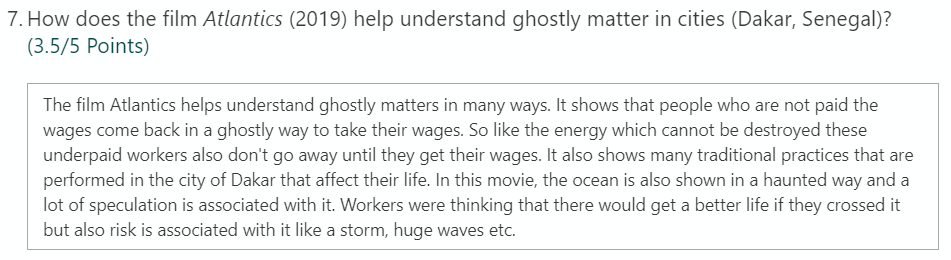 7. How does the film Atlantics (2019) help understand ghostly matter in cities (Dakar, Senegal)?
(3.5/5 Points)
The film Atlantics helps understand ghostly matters in many ways. It shows that people who are not paid the
wages come back in a ghostly way to take their wages. So like the energy which cannot be destroyed these
underpaid workers also don't go away until they get their wages. It also shows many traditional practices that are
performed in the city of Dakar that affect their life. In this movie, the ocean is also shown in a haunted way and a
lot of speculation is associated with it. Workers were thinking that there would get a better life if they crossed it
but also risk is associated with it like a storm, huge waves etc.